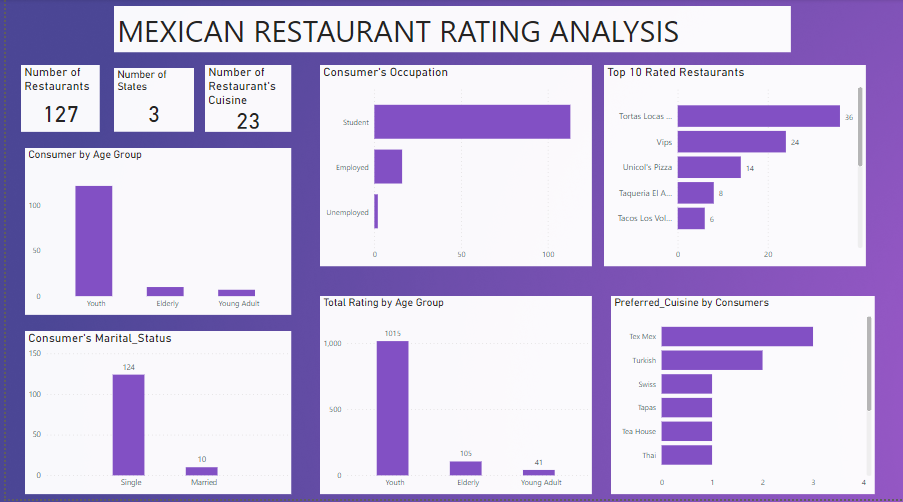 MEXICAN RESTAURANT RATING ANALYSIS
Number of
Restaurants
127
Number of
States
3
Number of
Restaurant's
Cuisine
23
Consumer's Occupation
Student
Employed
Unemployed
0 50 100
Top 10 Rated Restaurants
Tortas Locas ... 36
Vips 24
Unicol's Pizza 14
Taqueria El A... 8
Tacos Los Vol... 6
0 20
Consumer by Age Group
100
50
0
Youth Elderly Young Adult
Consumer's Marital_Status
150
100
50
0
124
10
Single Married
Total Rating by Age Group
1,000
500
0
1015
105
41
Youth Elderly Young Adult
Preferred_Cuisine by Consumers
Tex Mex
Turkish
Swiss
Tapas
Tea House
Thai
0 1 2 3 4